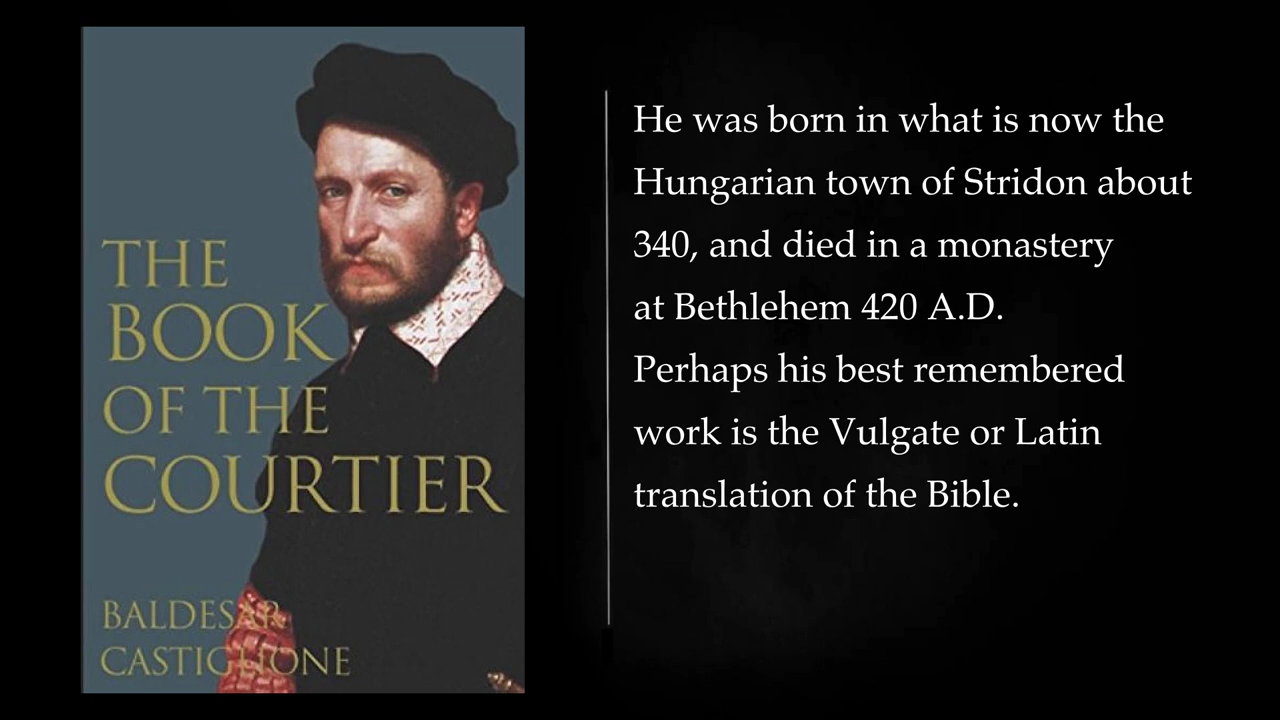 THE
BOOK
OF THE
COURTIER
BALDESAR
CASTIGLIONE
He was born in what is now the
Hungarian town of Stridon about
340, and died in a monastery
at Bethlehem 420 A.D.
Perhaps his best remembered
work is the Vulgate or Latin
translation of the Bible.